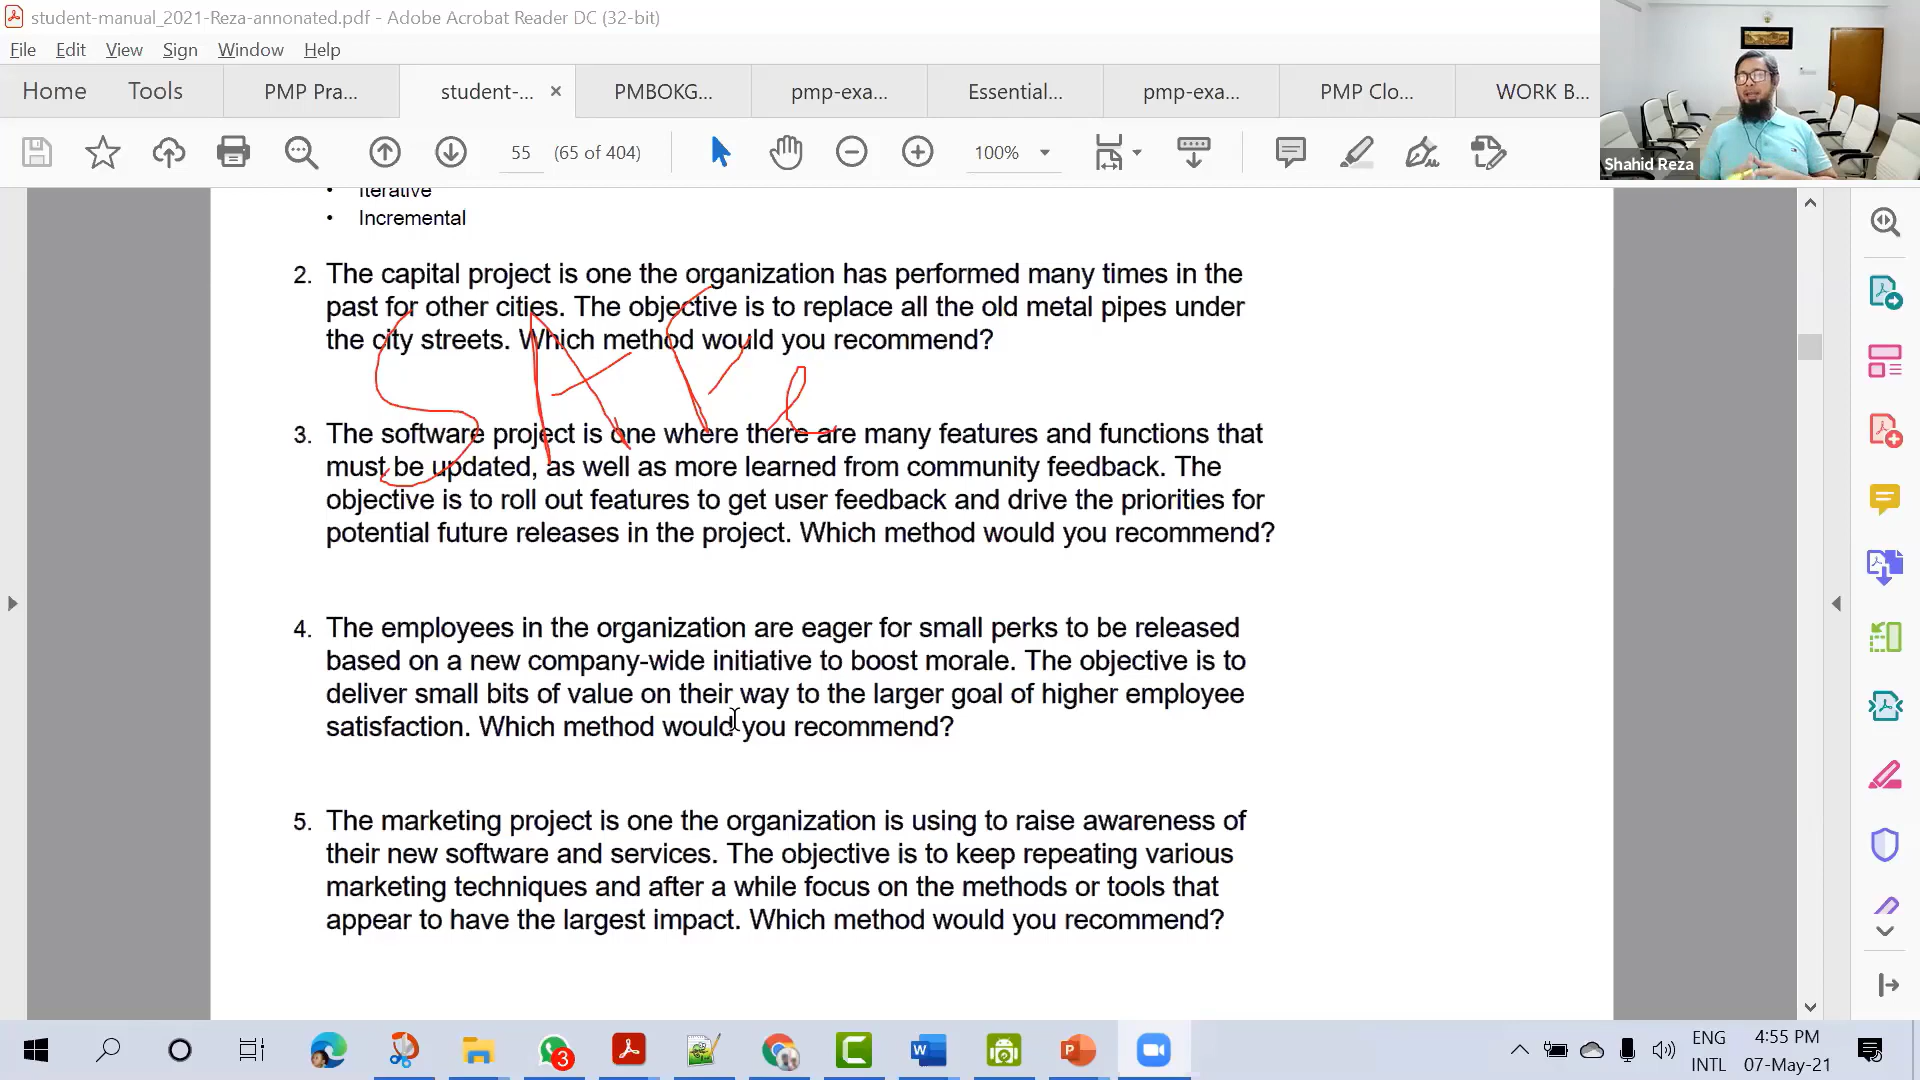 student-manual_2021-Reza-annonated.pdf - Adobe Acrobat Reader DC (32-bit)
File Edit View Sign Window Help
Home Tools PMP Pra... student-... × PMBOKG... pmp-exa... Essential... pmp-exa... PMP Clo... WORK B...
55 (65 of 404) 100%
Shahid Reza
• Iterative
• Incremental
2. The capital project is one the organization has performed many times in the
past for other cities. The objective is to replace all the old metal pipes under
the city streets. Which method would you recommend?
SAFe
3. The software project is one where there are many features and functions that
must be updated, as well as more learned from community feedback. The
objective is to roll out features to get user feedback and drive the priorities for
potential future releases in the project. Which method would you recommend?
4. The employees in the organization are eager for small perks to be released
based on a new company-wide initiative to boost morale. The objective is to
deliver small bits of value on their way to the larger goal of higher employee
satisfaction. Which method would you recommend?
5. The marketing project is one the organization is using to raise awareness of
their new software and services. The objective is to keep repeating various
marketing techniques and after a while focus on the methods or tools that
appear to have the largest impact. Which method would you recommend?
3
ENG 4:55 PM
INTL 07-May-21